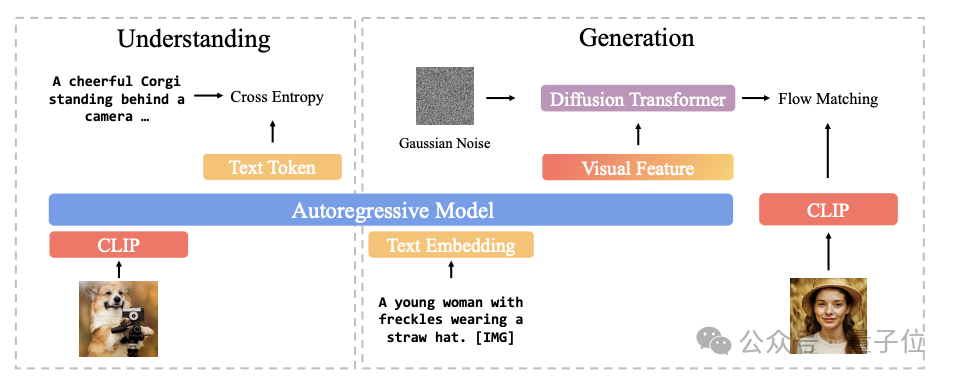 Understanding
Generation
A cheerful Corgi
standing behind a
camera …
Cross Entropy
Text Token
Gaussian Noise
Diffusion Transformer
Flow Matching
Visual Feature
Autoregressive Model
CLIP
CLIP
Text Embedding
A young woman with
freckles wearing a
straw hat. [IMG]
公众号 量子位